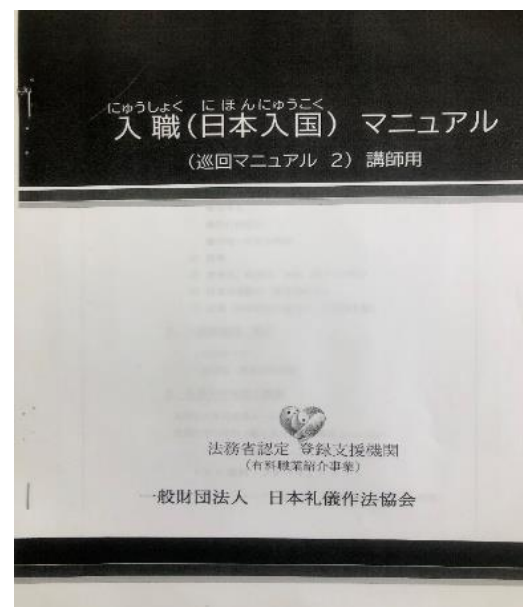 にゅうしょく にほんにゅうこく
入職(日本入国) マニュアル
(巡回マニュアル 2) 講師用
法務省認定 登録支援機関
(有料職業紹介事業)
一般財団法人 日本礼儀作法協会